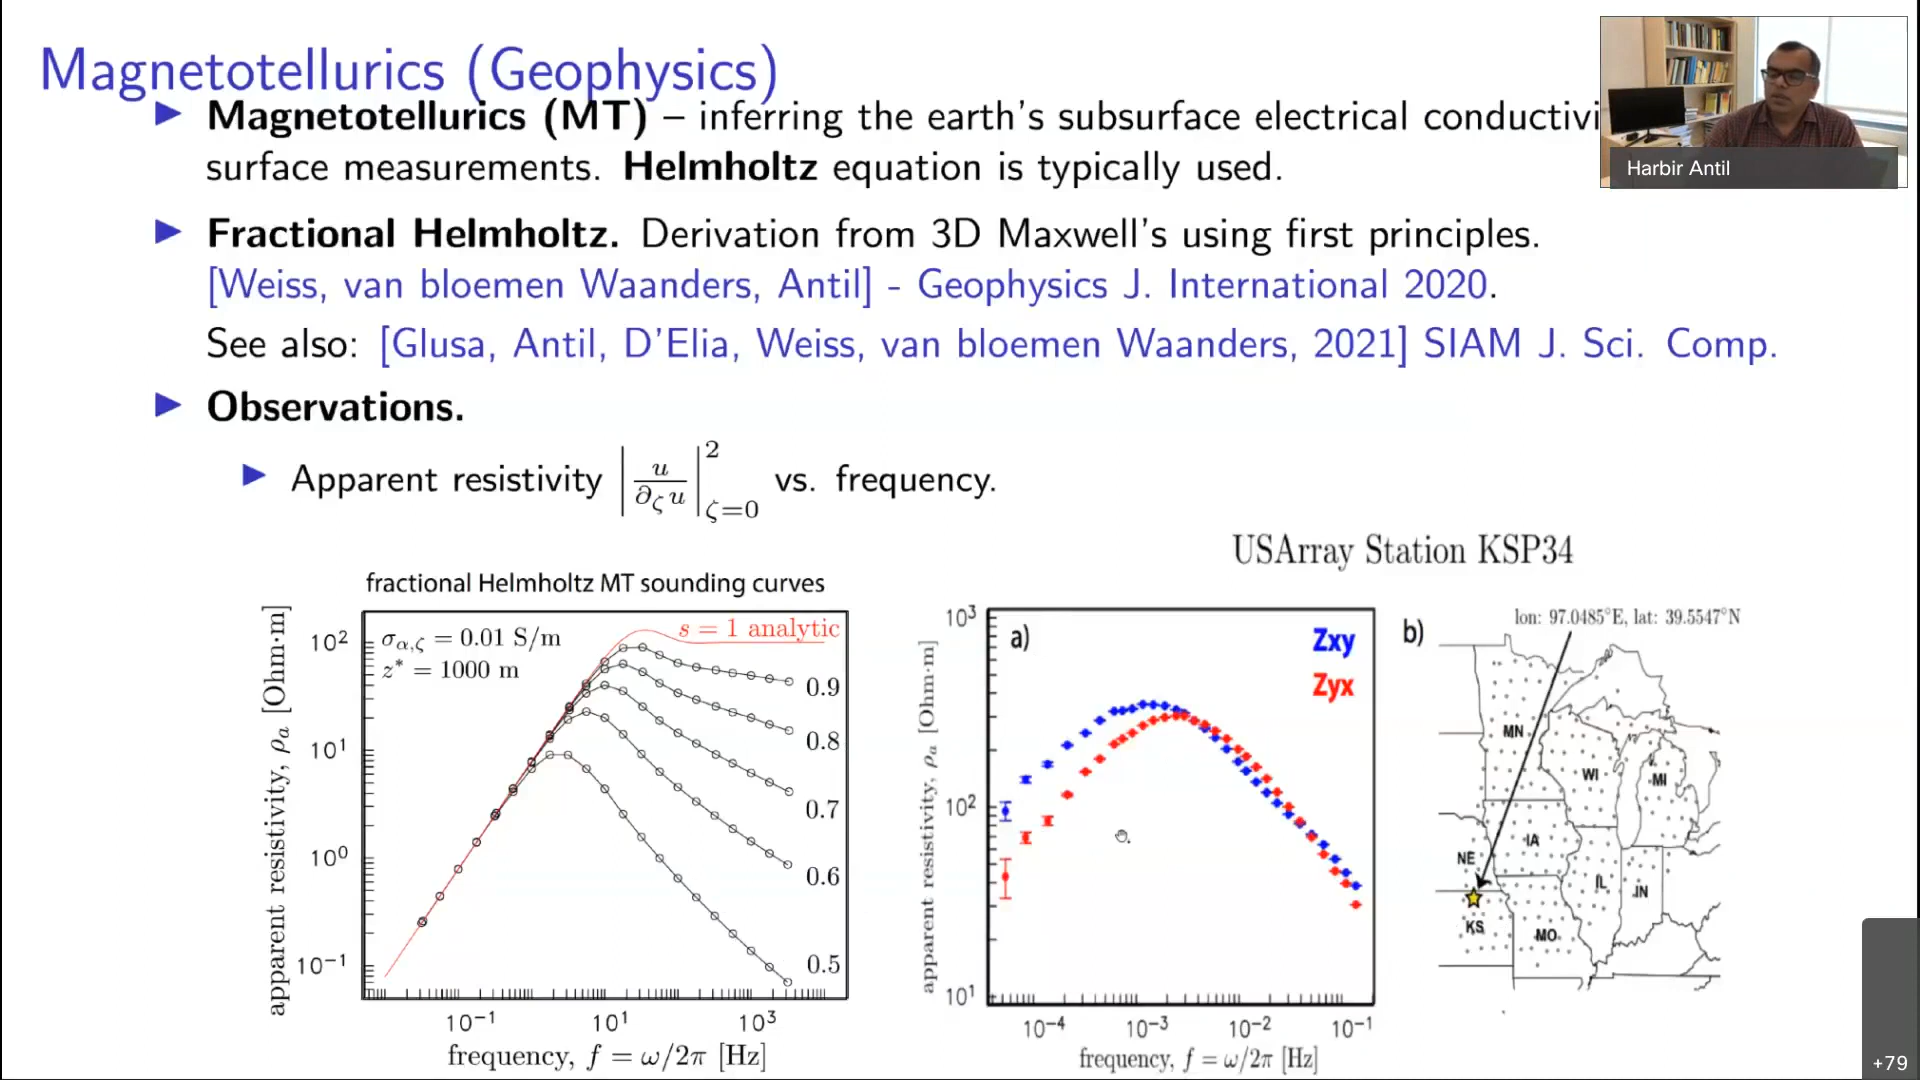 Magnetotellurics (Geophysics)
Magnetotellurics (MT) – inferring the earth's subsurface electrical conductivi
surface measurements. Helmholtz equation is typically used.
Harbir Antil
Fractional Helmholtz. Derivation from 3D Maxwell's using first principles.
[Weiss, van bloemen Waanders, Antil] - Geophysics J. International 2020.
See also: [Glusa, Antil, D'Elia, Weiss, van bloemen Waanders, 2021] SIAM J. Sci. Comp.
Observations.
Apparent resistivity |u/∂ζu|²ζ=0 vs. frequency.
fractional Helmholtz MT sounding curves
σα,ζ = 0.01 S/m
z* = 1000 m
s = 1 analytic
0.9
0.8
0.7
0.6
0.5
10²
10¹
10⁰
10⁻¹
apparent resistivity, ρa [Ohm·m]
10⁻¹ 10¹ 10³
frequency, f = ω/2π [Hz]
USArray Station KSP34
a)
Zxy
Zyx
10³
10²
10¹
apparent resistivity, ρa [Ohm·m]
10⁻⁴ 10⁻³ 10⁻² 10⁻¹
frequency, f = ω/2π [Hz]
b)
lon: 97.0485°E, lat: 39.5547°N
MN
WI
MI
IA
NE
IL
IN
KS
MO
+79